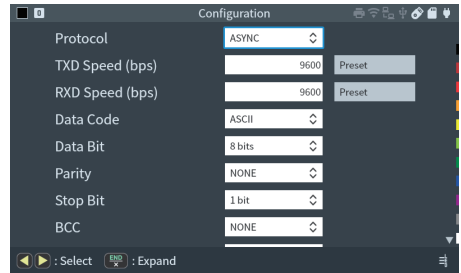 0 Configuration
Protocol ASYNC
TXD Speed (bps) 9600 Preset
RXD Speed (bps) 9600 Preset
Data Code ASCII
Data Bit 8 bits
Parity NONE
Stop Bit 1 bit
BCC NONE
: Select END × : Expand